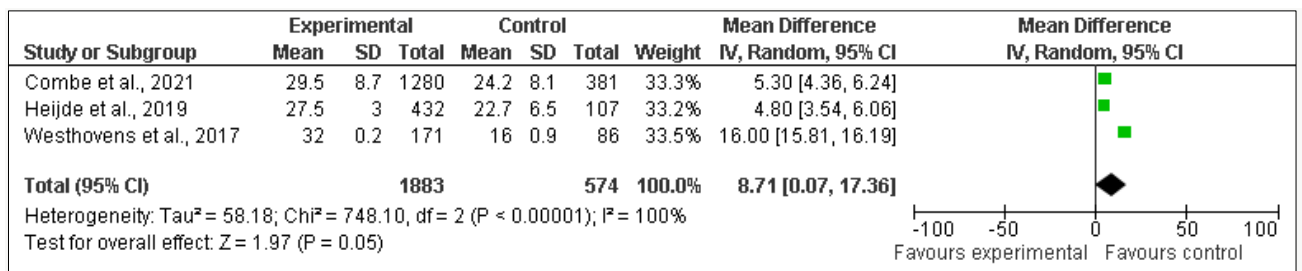 Experimental Control Mean Difference Mean Difference
Study or Subgroup Mean SD Total Mean SD Total Weight IV, Random, 95% CI IV, Random, 95% CI
Combe et al., 2021 29.5 8.7 1280 24.2 8.1 381 33.3% 5.30 [4.36, 6.24]
Heijde et al., 2019 27.5 3 432 22.7 6.5 107 33.2% 4.80 [3.54, 6.06]
Westhovens et al., 2017 32 0.2 171 16 0.9 86 33.5% 16.00 [15.81, 16.19]
Total (95% CI) 1883 574 100.0% 8.71 [0.07, 17.36]
Heterogeneity: Tau² = 58.18; Chi² = 748.10, df = 2 (P < 0.00001); I² = 100%
Test for overall effect: Z = 1.97 (P = 0.05)
-100 -50 0 50 100
Favours experimental Favours control